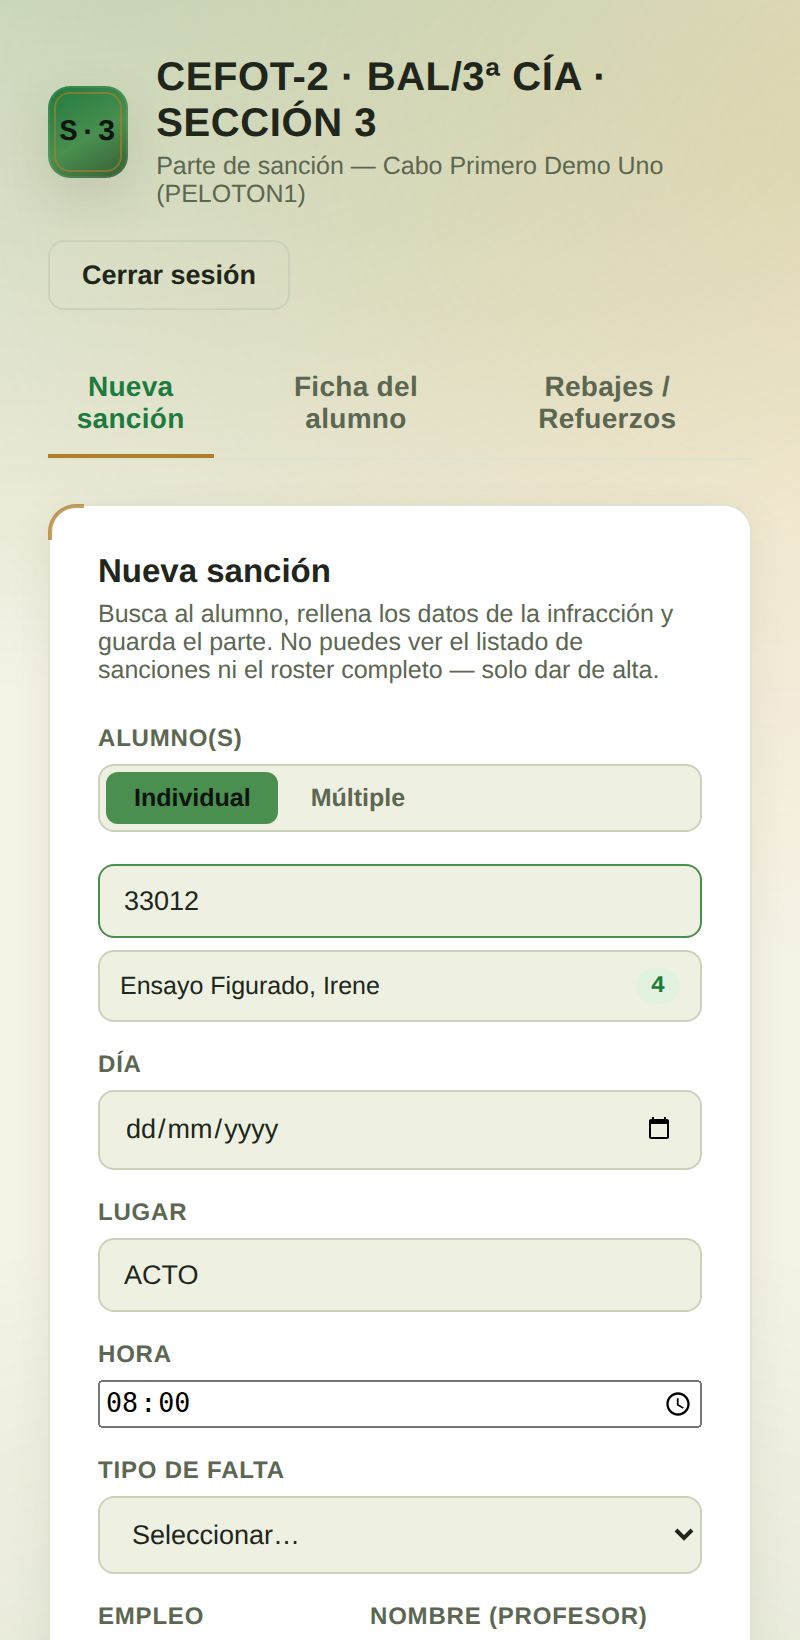 S·3
CEFOT-2 · BAL/3ª CÍA ·
SECCIÓN 3
Parte de sanción — Cabo Primero Demo Uno
(PELOTON1)
Cerrar sesión
Nueva
sanción
Ficha del
alumno
Rebajes /
Refuerzos
Nueva sanción
Busca al alumno, rellena los datos de la infracción y
guarda el parte. No puedes ver el listado de
sanciones ni el roster completo — solo dar de alta.
ALUMNO(S)
Individual Múltiple
33012
Ensayo Figurado, Irene 4
DÍA
dd/mm/yyyy
LUGAR
ACTO
HORA
08:00
TIPO DE FALTA
Seleccionar...
EMPLEO NOMBRE (PROFESOR)